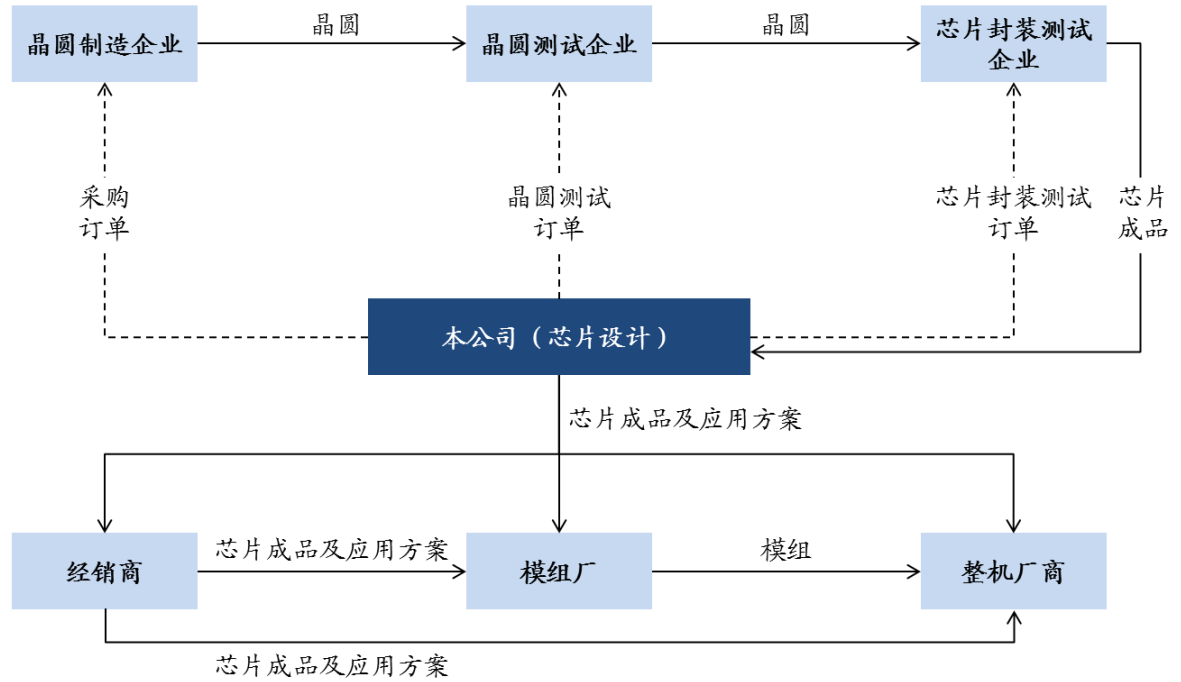 晶圆制造企业
晶圆
晶圆测试企业
晶圆
芯片封装测试
企业
采购
订单
晶圆测试
订单
芯片封装测试
订单
芯片
成品
本公司（芯片设计）
芯片成品及应用方案
经销商
芯片成品及应用方案
模组厂
模组
整机厂商
芯片成品及应用方案